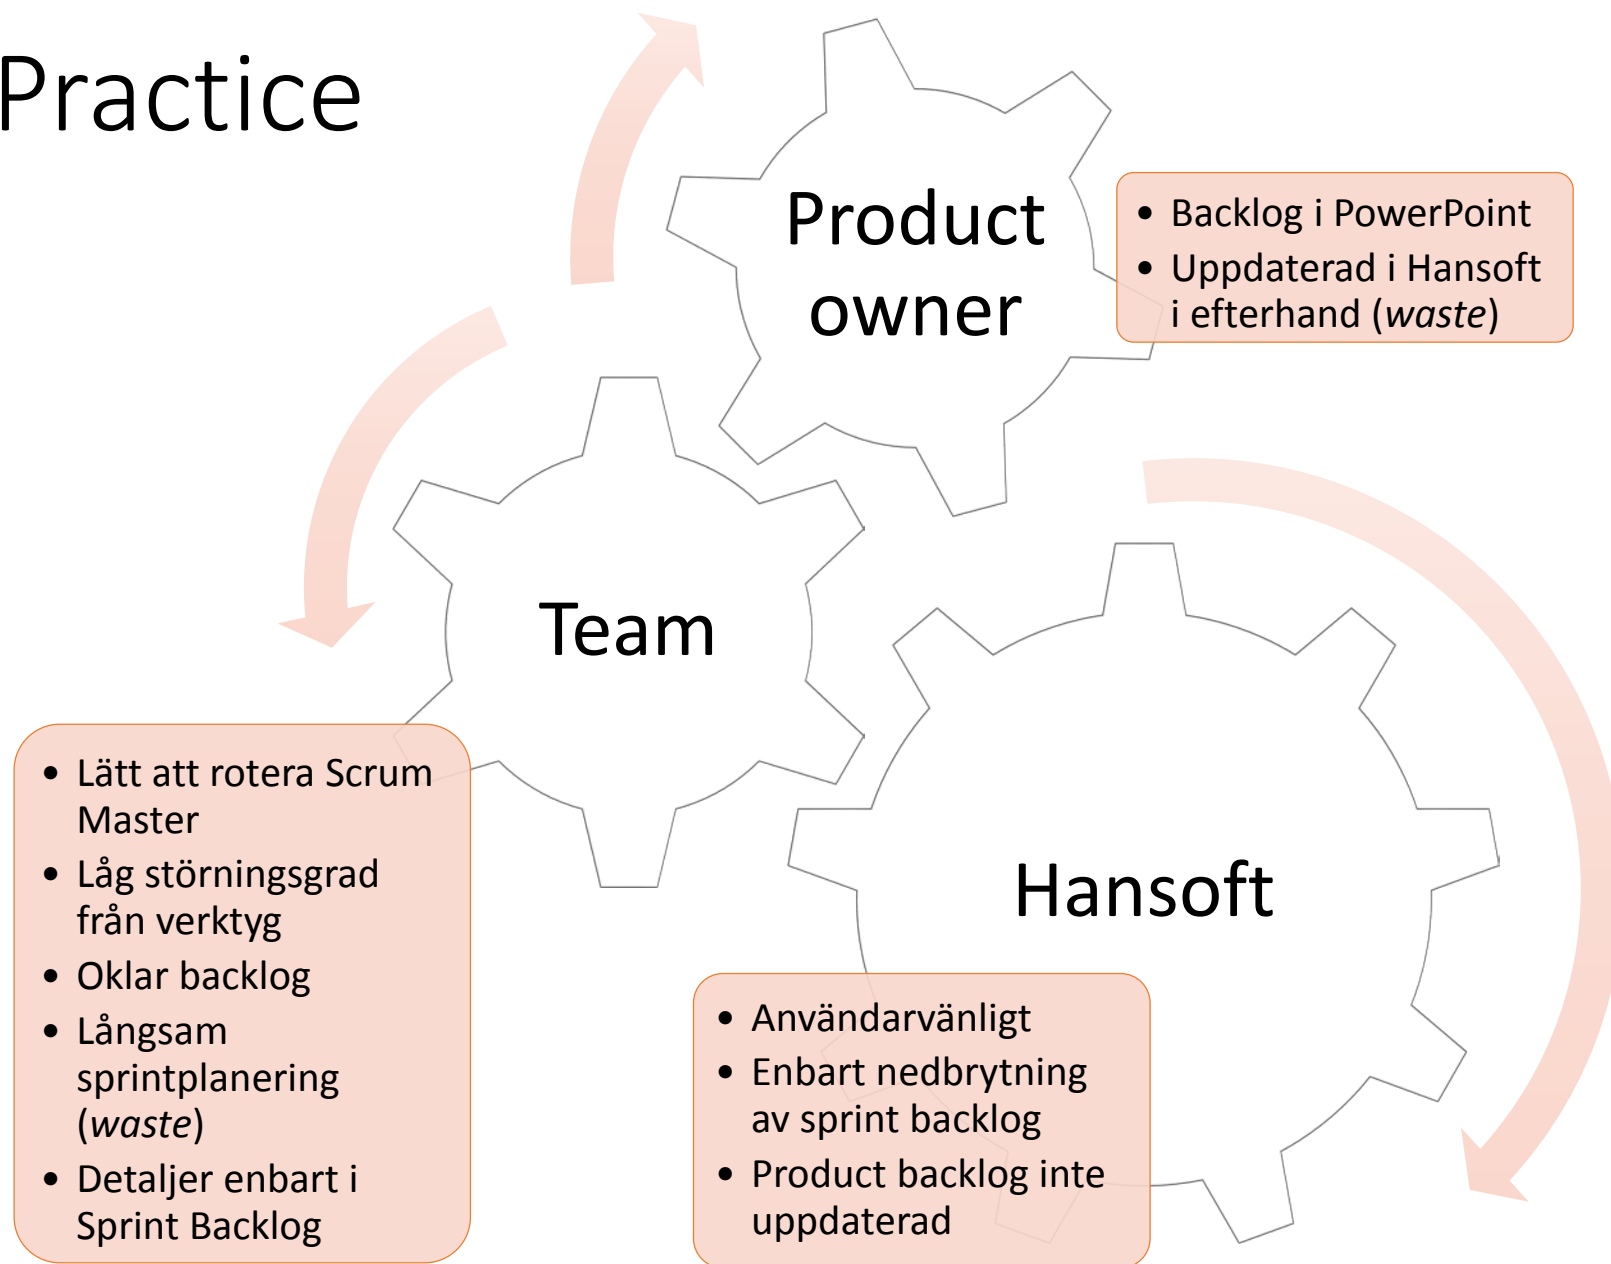 Practice
Product
owner
• Backlog i PowerPoint
• Uppdaterad i Hansoft
i efterhand (waste)
Team
• Lätt att rotera Scrum
Master
• Låg störningsgrad
från verktyg
• Oklar backlog
• Långsam
sprintplanering
(waste)
• Detaljer enbart i
Sprint Backlog
Hansoft
• Användarvänligt
• Enbart nedbrytning
av sprint backlog
• Product backlog inte
uppdaterad